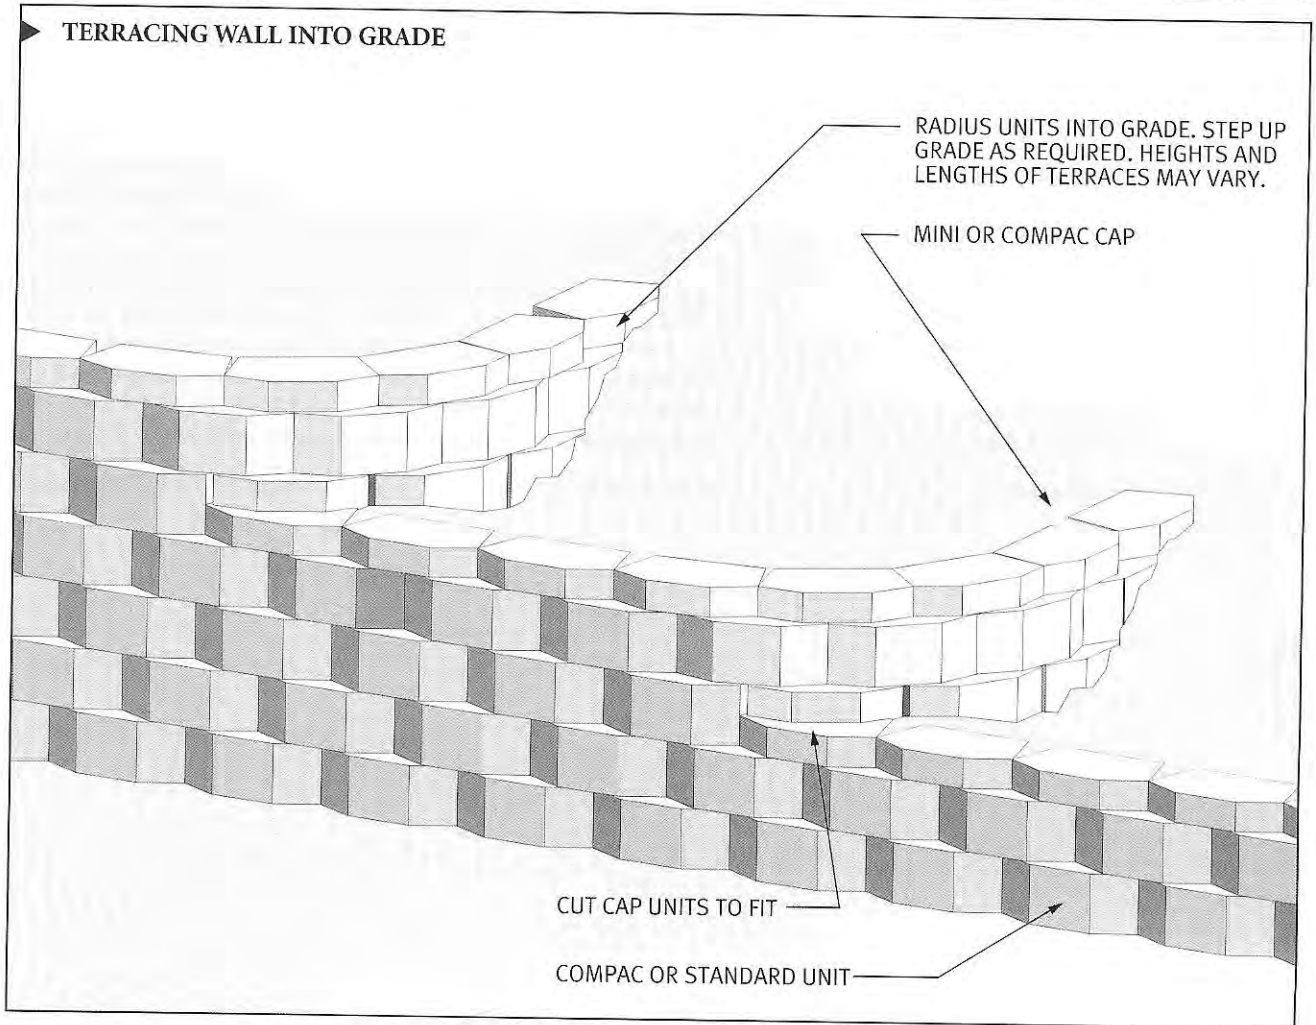 TERRACING WALL INTO GRADE
RADIUS UNITS INTO GRADE. STEP UP
GRADE AS REQUIRED. HEIGHTS AND
LENGTHS OF TERRACES MAY VARY.
MINI OR COMPAC CAP
CUT CAP UNITS TO FIT
COMPAC OR STANDARD UNIT